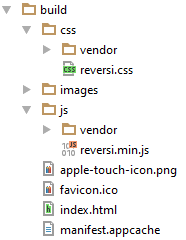 build
css
vendor
reversi.css
images
js
vendor
reversi.min.js
apple-touch-icon.png
favicon.ico
index.html
manifest.appcache